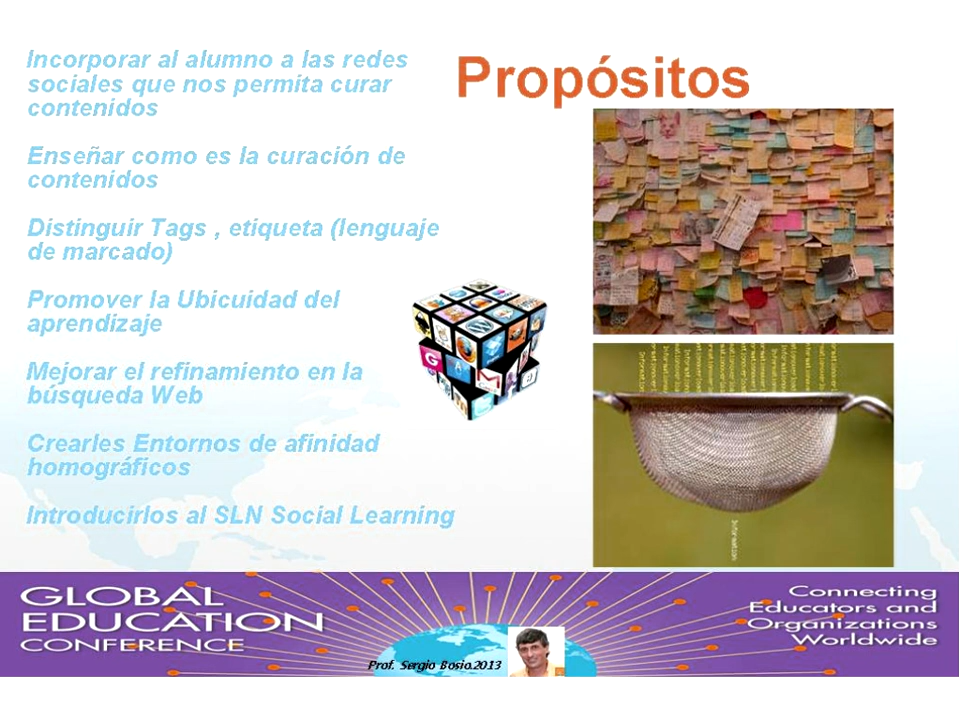 Propósitos
Incorporar al alumno a las redes
sociales que nos permita curar
contenidos
Enseñar como es la curación de
contenidos
Distinguir Tags , etiqueta (lenguaje
de marcado)
Promover la Ubicuidad del
aprendizaje
Mejorar el refinamiento en la
búsqueda Web
Crearles Entornos de afinidad
homográficos
Introducirlos al SLN Social Learning
Information
GLOBAL
EDUCATION
CONFERENCE
Connecting
Educators and
Organizations
Worldwide
Prof. Sergio Bosio.2013